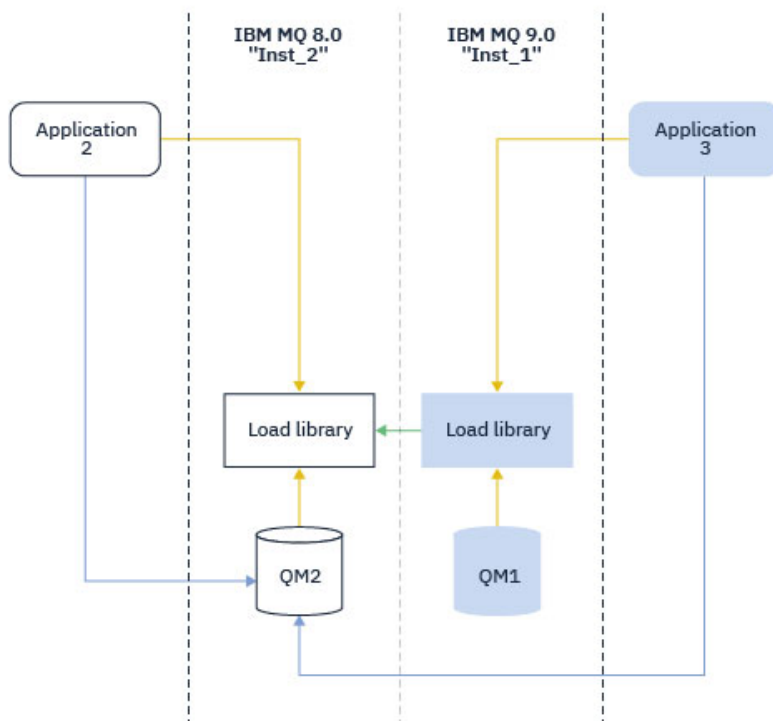 IBM MQ 8.0
"Inst_2"
IBM MQ 9.0
"Inst_1"
Application
2
Application
3
Load library
Load library
QM2
QM1